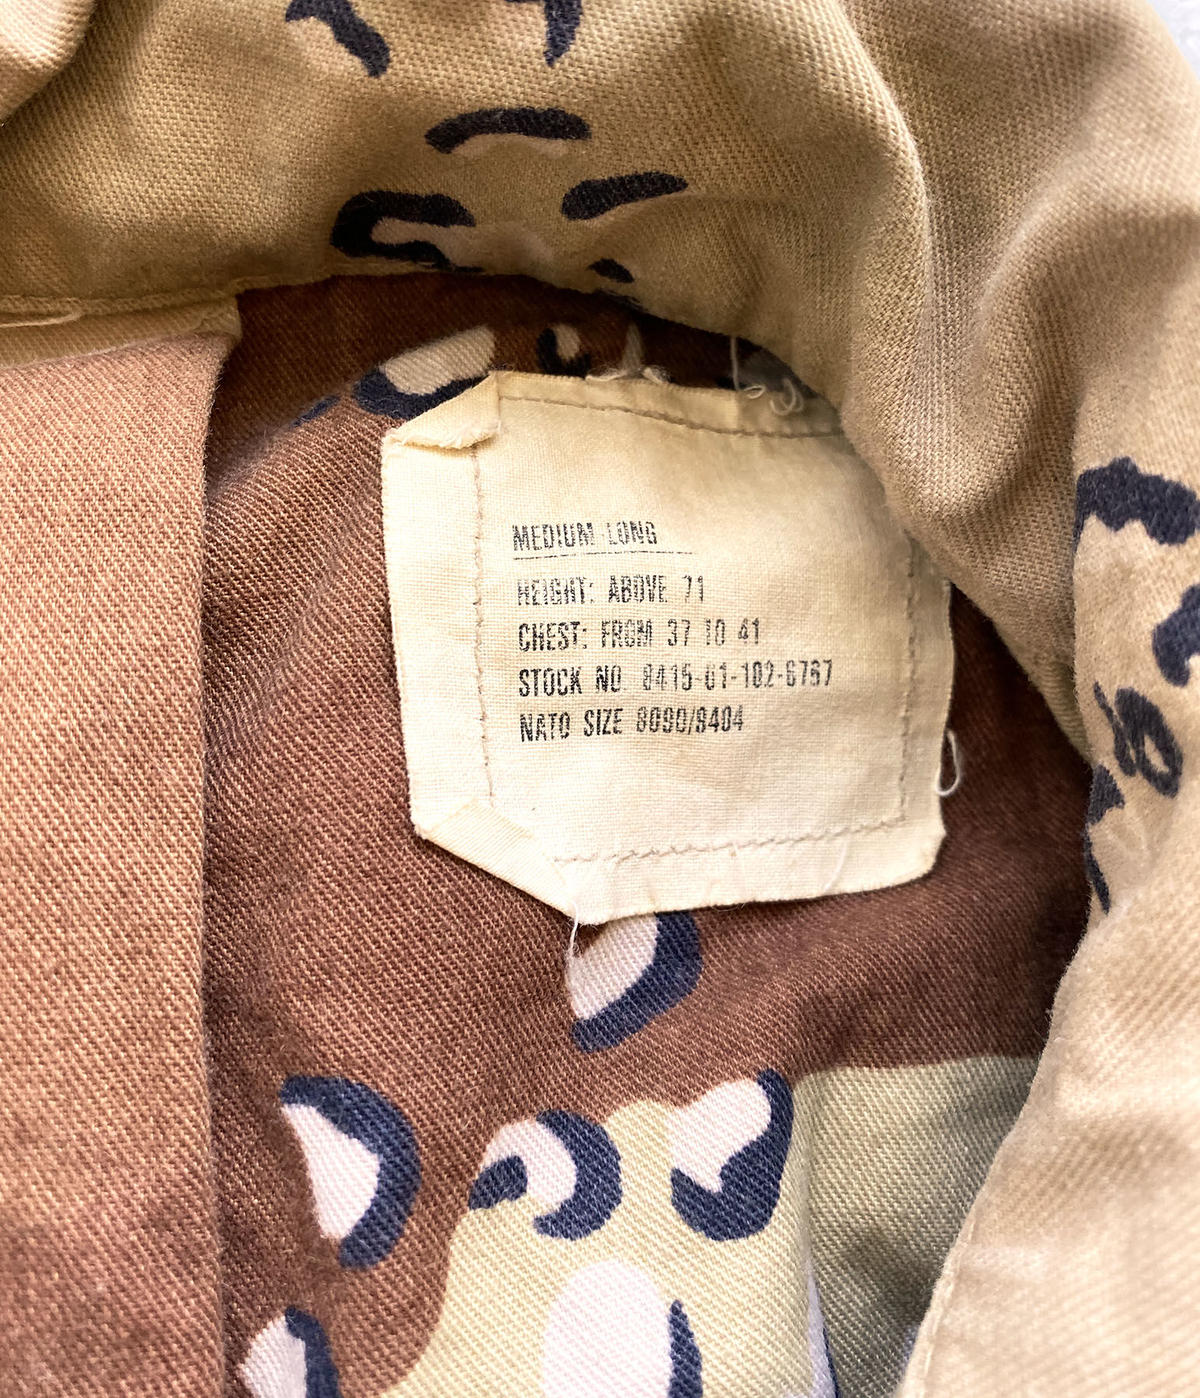 MEDIUM LONG
HEIGHT: ABOVE 71
CHEST: FROM 37 TO 41
STOCK NO 8415-01-102-6767
NATO SIZE 8090/9404